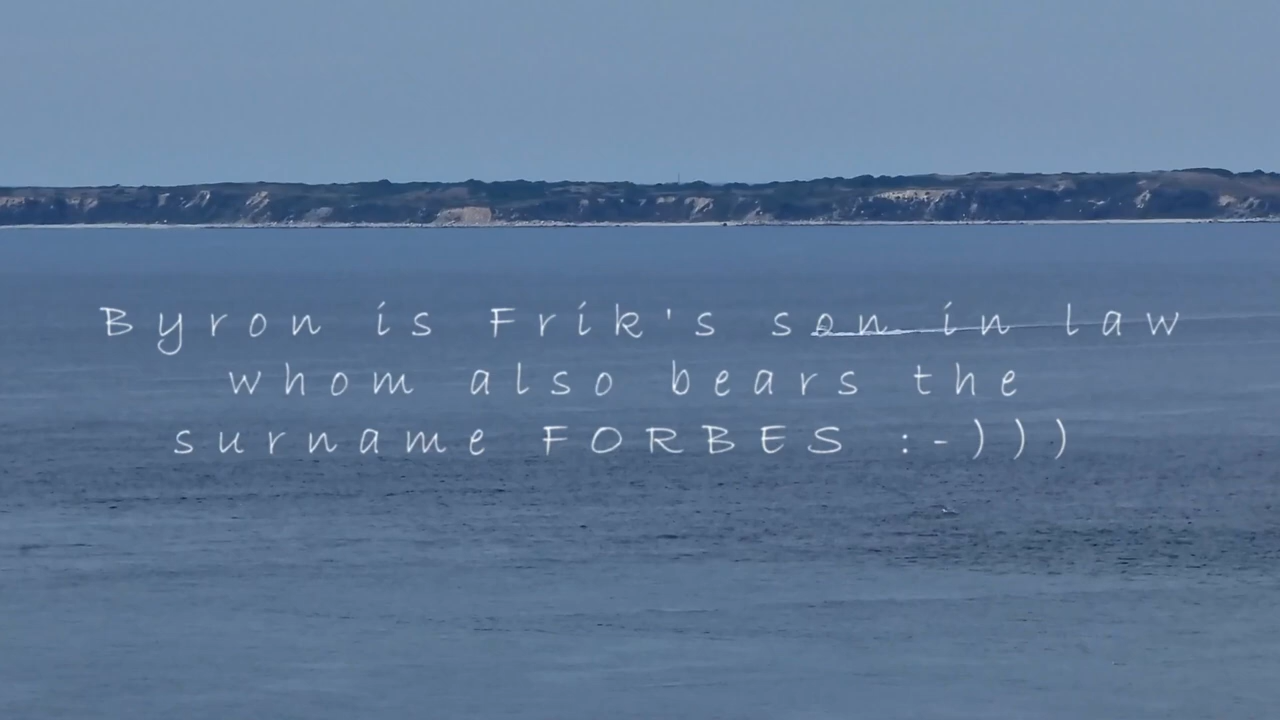 Byron is Frik's son in law
whom also bears the
surname FORBES :-)))